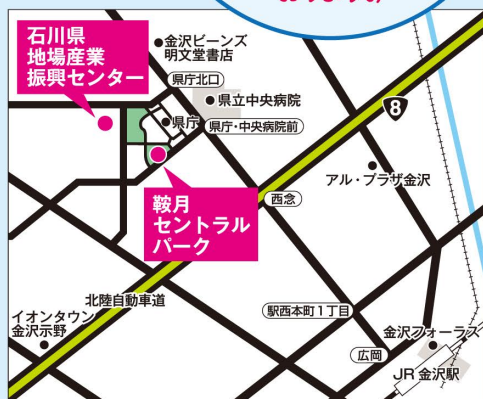 石川県
地場産業
振興センター
金沢ビーンズ
明文堂書店
県庁北口
県立中央病院
県庁
県庁・中央病院前
8
アル・プラザ金沢
鞍月
セントラル
パーク
西念
北陸自動車道
イオンタウン
金沢示野
駅西本町1丁目
金沢フォーラス
広岡
JR 金沢駅